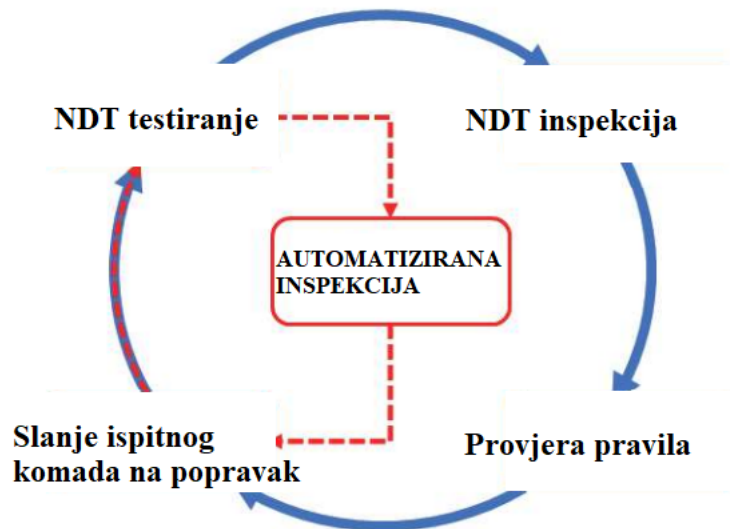 NDT testiranje
NDT inspekcija
AUTOMATIZIRANA
INSPEKCIJA
Slanje ispitnog
komada na popravak
Provjera pravila